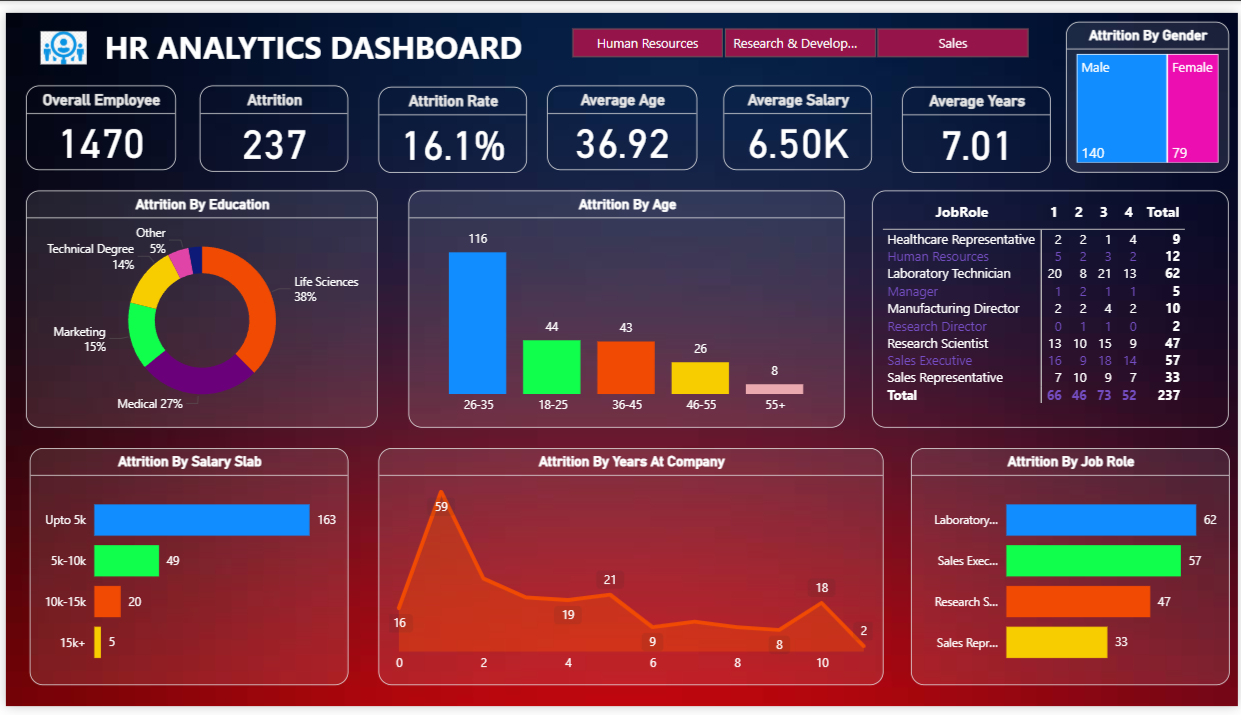 HR ANALYTICS DASHBOARD
Human Resources
Research & Develop...
Sales
Attrition By Gender
Male
Female
140
79
Overall Employee
1470
Attrition
237
Attrition Rate
16.1%
Average Age
36.92
Average Salary
6.50K
Average Years
7.01
Attrition By Education
Other
5%
Technical Degree
14%
Life Sciences
38%
Marketing
15%
Medical 27%
Attrition By Age
116
44
43
26
8
26-35 18-25 36-45 46-55 55+
JobRole 1 2 3 4 Total
Healthcare Representative 2 2 1 4 9
Human Resources 5 2 3 2 12
Laboratory Technician 20 8 21 13 62
Manager 1 2 1 1 5
Manufacturing Director 2 2 4 2 10
Research Director 0 1 1 0 2
Research Scientist 13 10 15 9 47
Sales Executive 16 9 18 14 57
Sales Representative 7 10 9 7 33
Total 66 46 73 52 237
Attrition By Salary Slab
Upto 5k 163
5k-10k 49
10k-15k 20
15k+ 5
Attrition By Years At Company
59
16
19
21
9
8
18
2
0 2 4 6 8 10
Attrition By Job Role
Laboratory... 62
Sales Exec... 57
Research S... 47
Sales Repr... 33